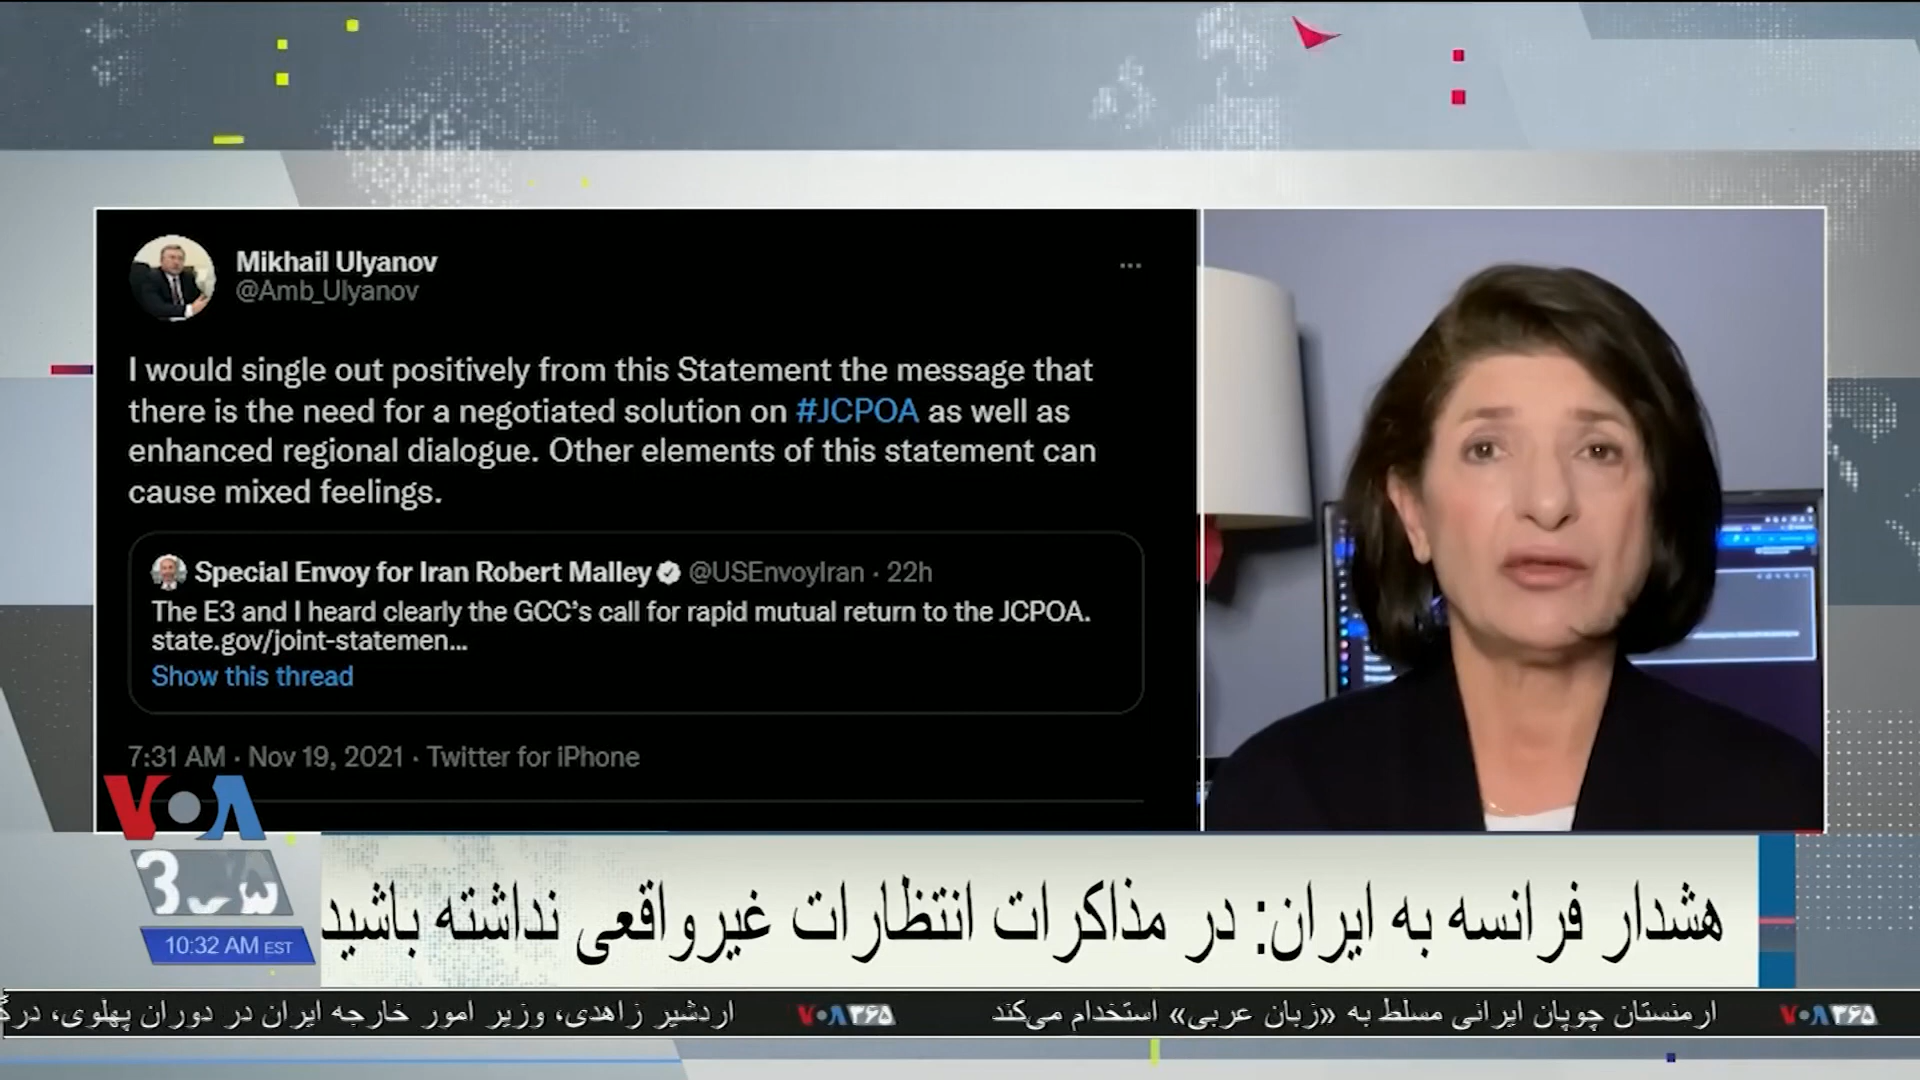 Mikhail Ulyanov
@Amb_Ulyanov
I would single out positively from this Statement the message that
there is the need for a negotiated solution on #JCPOA as well as
enhanced regional dialogue. Other elements of this statement can
cause mixed feelings.
Special Envoy for Iran Robert Malley @USEnvoyIran · 22h
The E3 and I heard clearly the GCC's call for rapid mutual return to the JCPOA.
state.gov/joint-statemen...
Show this thread
7:31 AM · Nov 19, 2021 · Twitter for iPhone
VOA
10:32 AM EST
هشدار فرانسه به ایران: در مذاکرات انتظارات غیرواقعی نداشته باشید
VOA ۳۶۵ ارمنستان چوپان ایرانی مسلط به «زبان عربی» استخدام می‌کند VOA ۳۶۵ اردشیر زاهدی، وزیر امور خارجه ایران در دوران پهلوی،